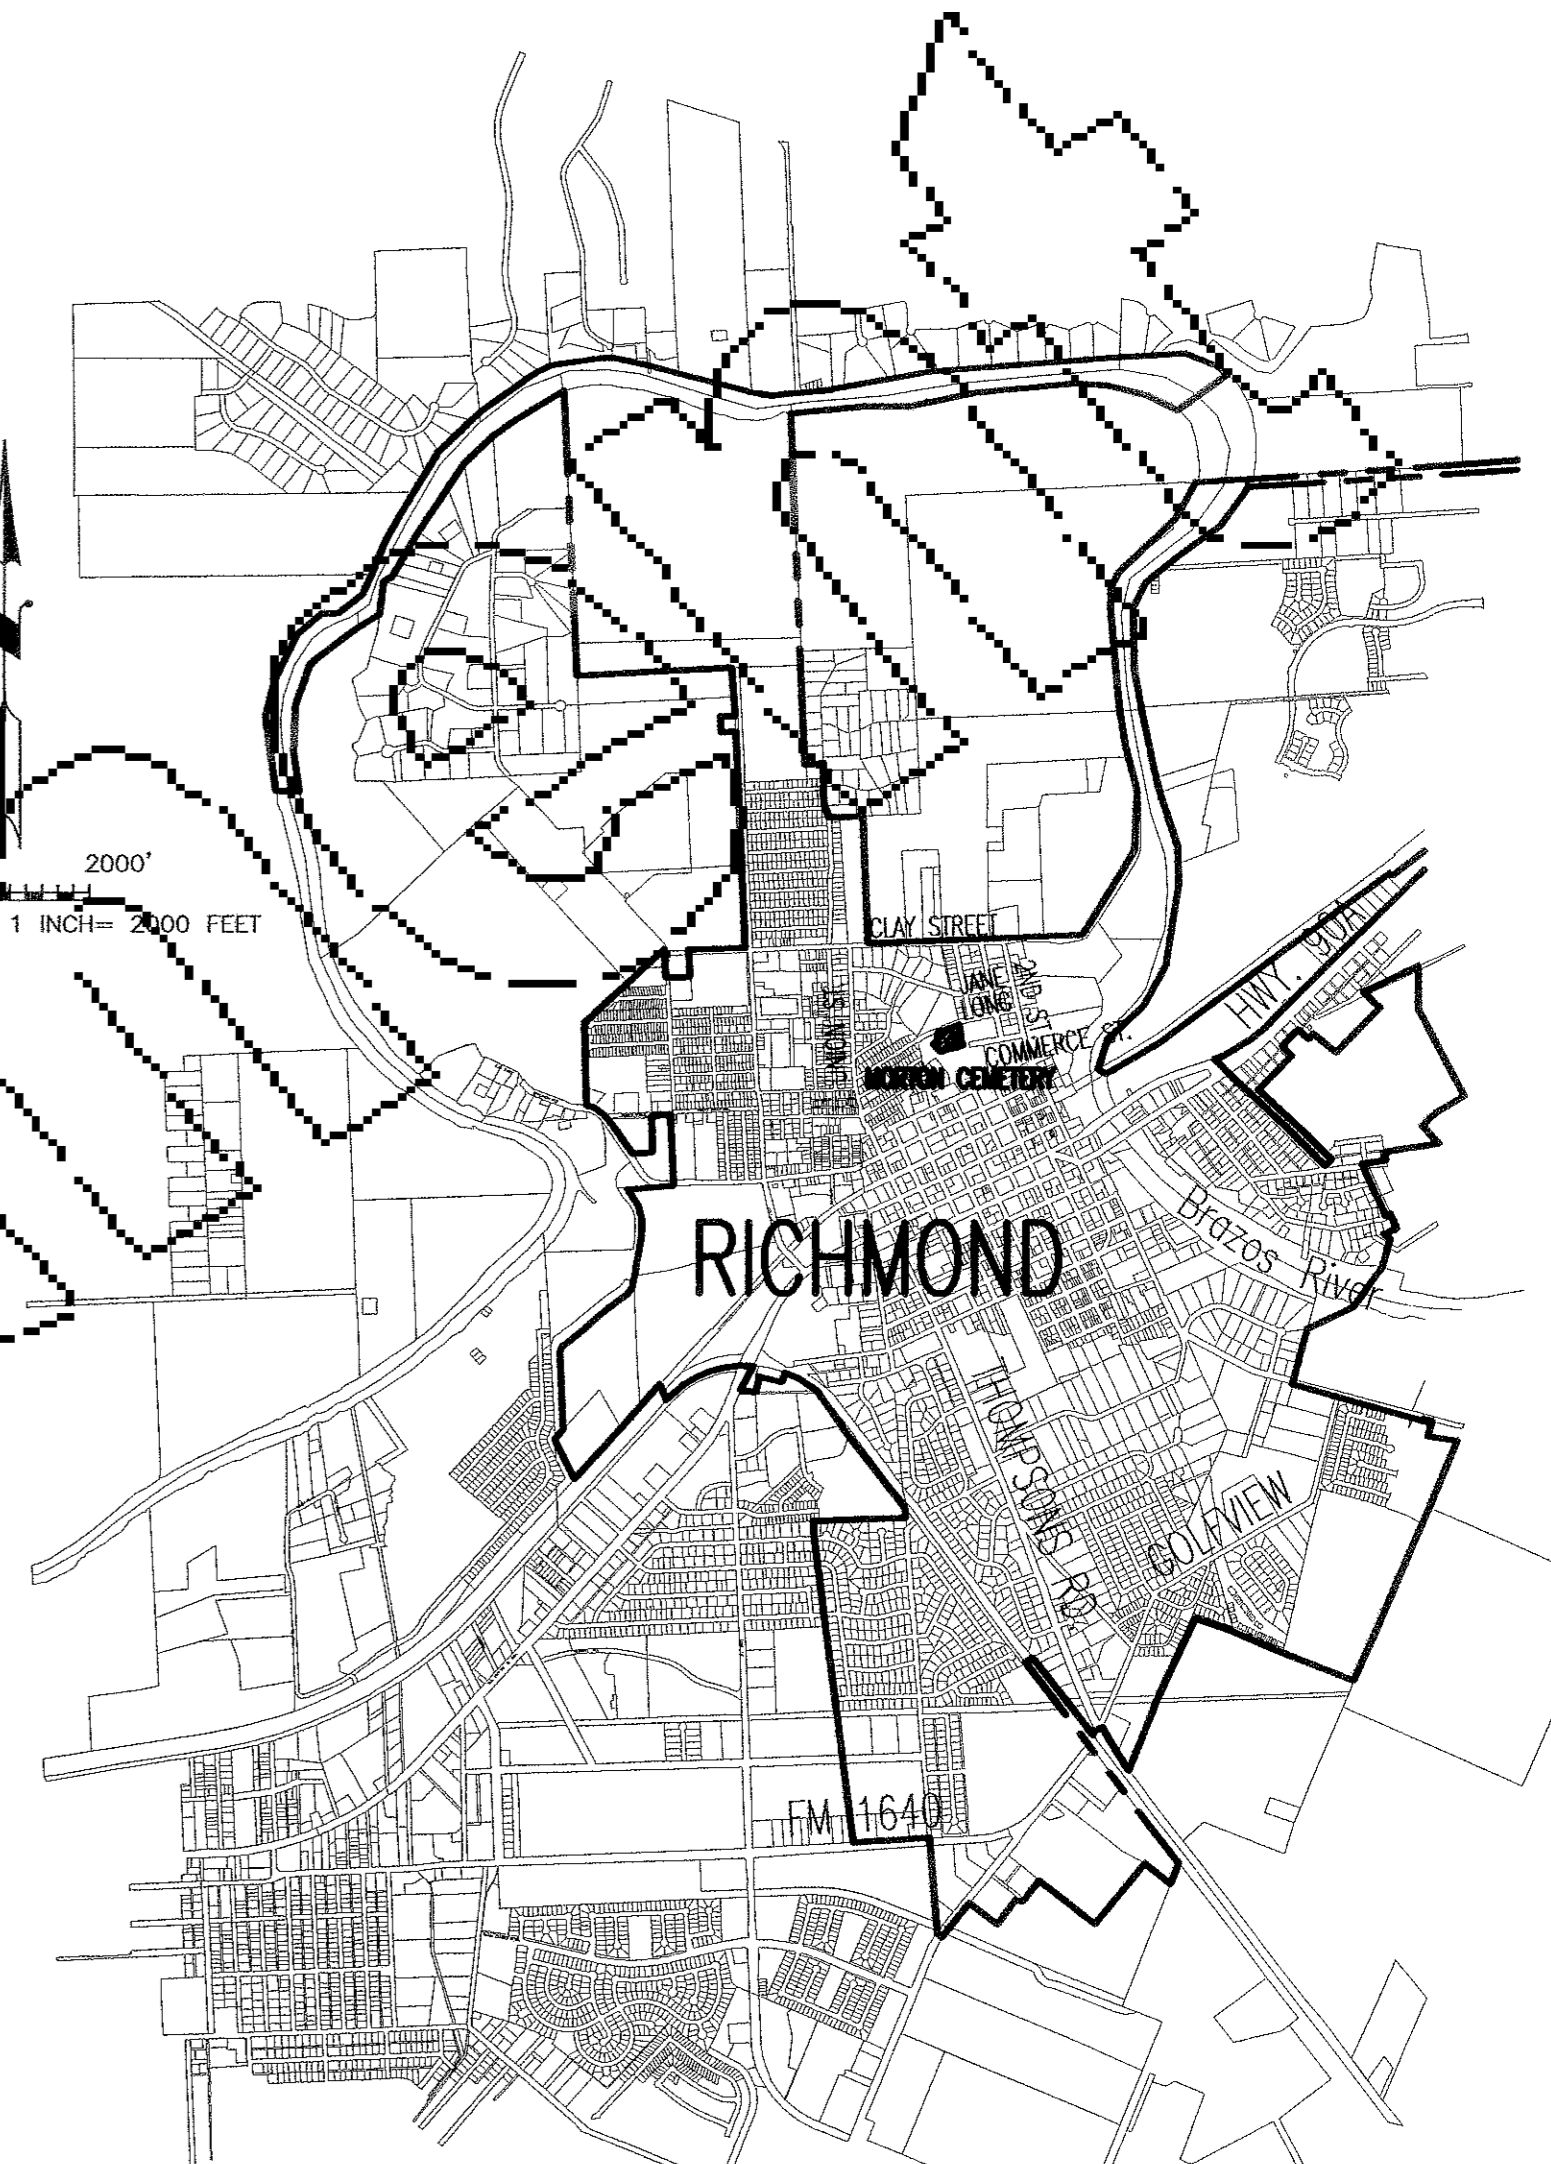 2000'
1 INCH= 2000 FEET
CLAY STREET
HWY. 90A
JANE
LONG
2ND ST.
UNION ST
COMMERCE ST.
MORTON CEMETERY
Brazos River
RICHMOND
THOMPSONS RD.
GOLFVIEW
FM 1640